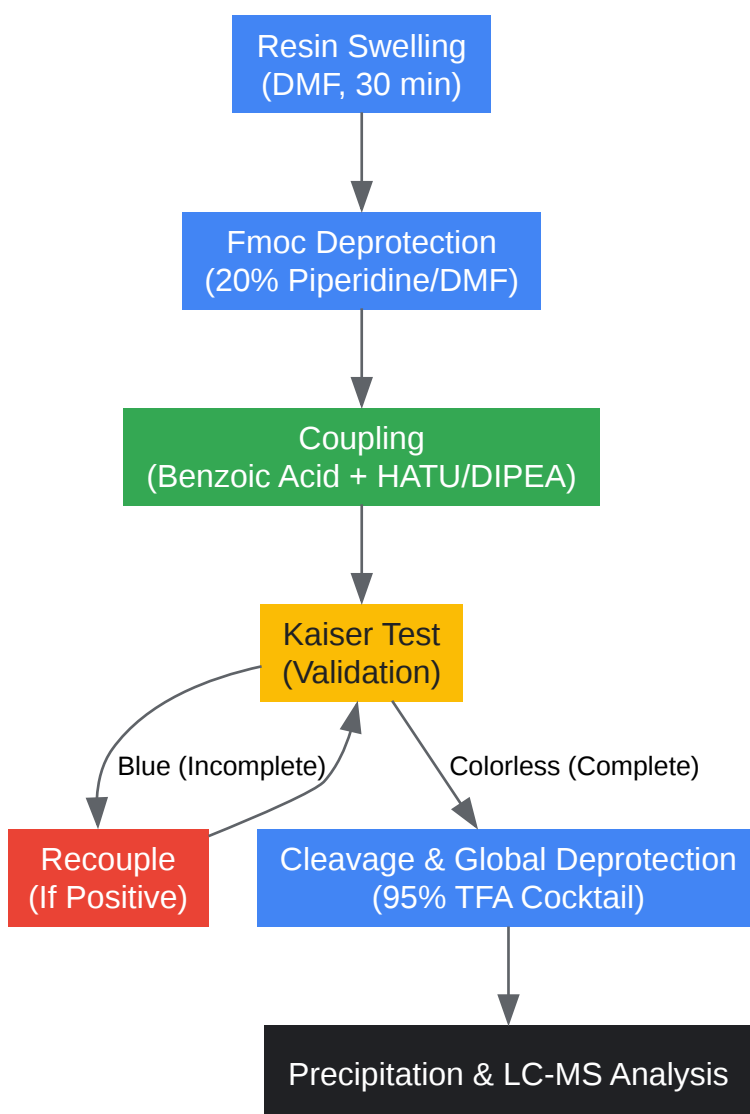 Resin Swelling
(DMF, 30 min)
Fmoc Deprotection
(20% Piperidine/DMF)
Coupling
(Benzoic Acid + HATU/DIPEA)
Kaiser Test
(Validation)
Blue (Incomplete)
Colorless (Complete)
Recouple
(If Positive)
Cleavage & Global Deprotection
(95% TFA Cocktail)
Precipitation & LC-MS Analysis